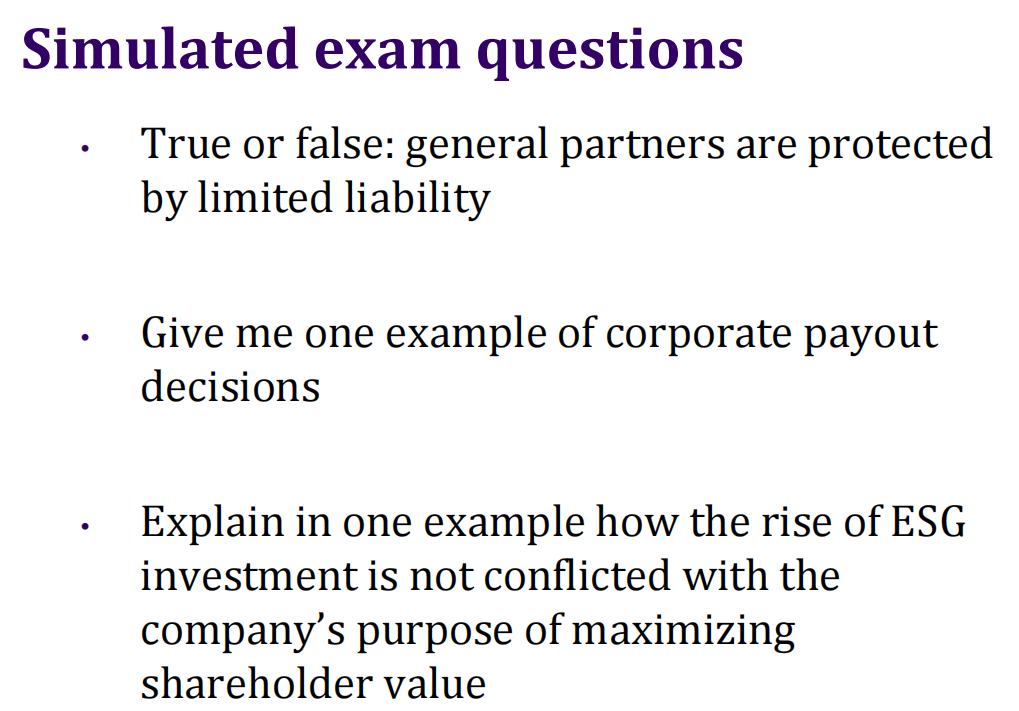 Simulated exam questions
• True or false: general partners are protected
by limited liability
• Give me one example of corporate payout
decisions
• Explain in one example how the rise of ESG
investment is not conflicted with the
company’s purpose of maximizing
shareholder value